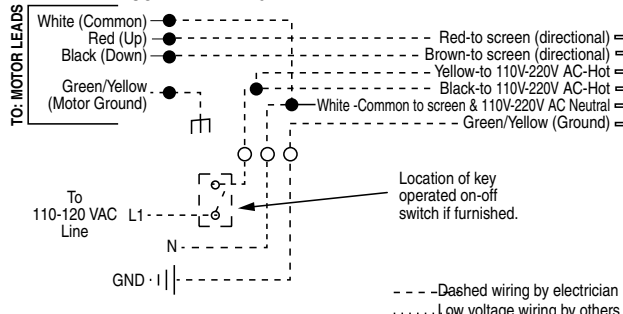 TO: MOTOR LEADS
White (Common)
Red (Up)
Black (Down)
Green/Yellow
(Motor Ground)
Red-to screen (directional)
Brown-to screen (directional)
Yellow-to 110V-220V AC-Hot
Black-to 110V-220V AC-Hot
White -Common to screen & 110V-220V AC Neutral
Green/Yellow (Ground)
To
110-120 VAC
Line
L1
N
GND
Location of key
operated on-off
switch if furnished.
Dashed wiring by electrician
Low voltage wiring by others